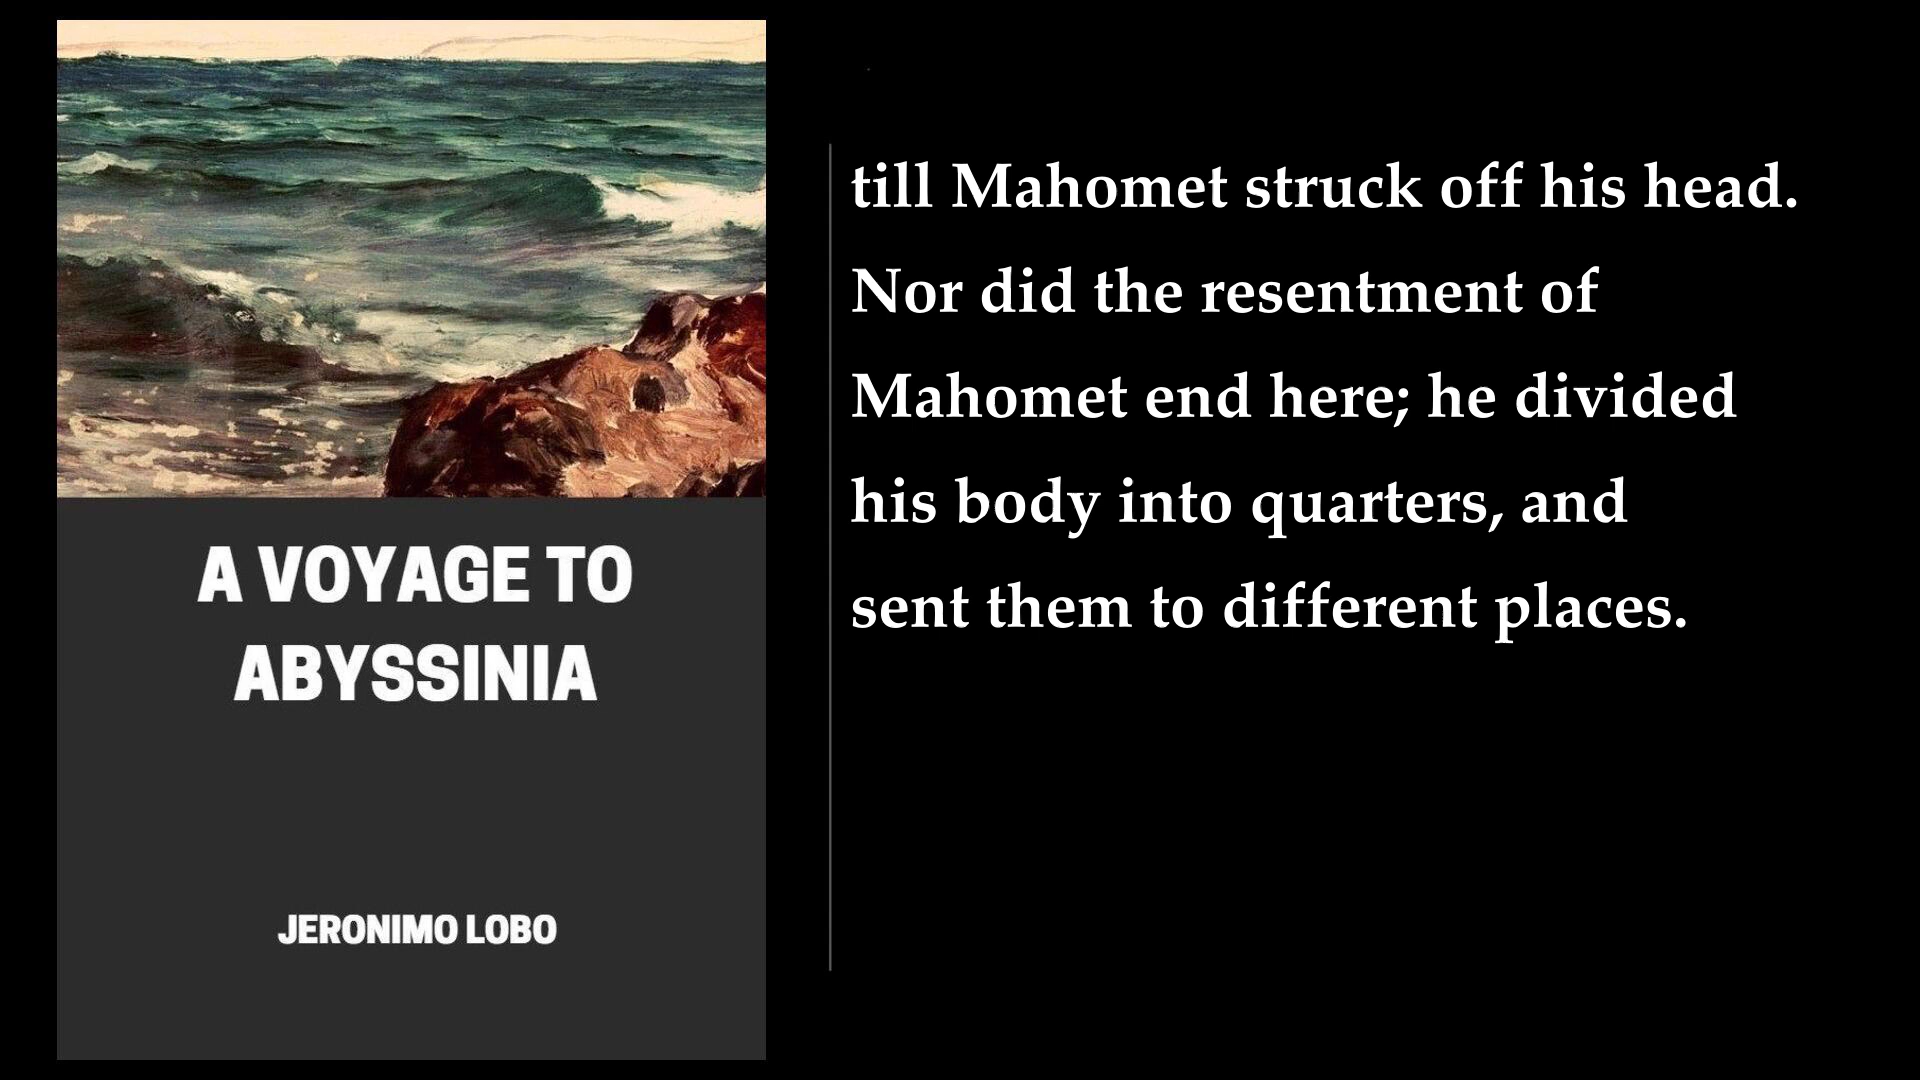 A VOYAGE TO
ABYSSINIA
JERONIMO LOBO
till Mahomet struck off his head.
Nor did the resentment of
Mahomet end here; he divided
his body into quarters, and
sent them to different places.